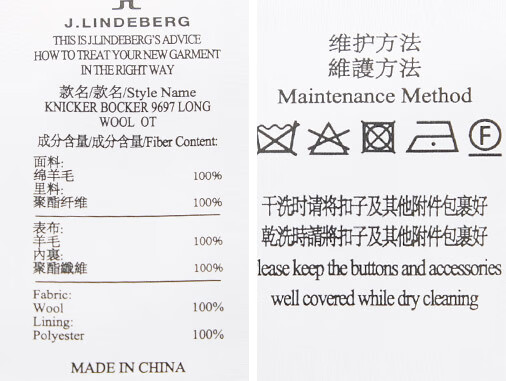 J.LINDEBERG
THIS IS J.LINDEBERG'S ADVICE
HOW TO TREAT YOUR NEW GARMENT
IN THE RIGHT WAY
款名/款名/Style Name
KNICKER BOCKER 9697 LONG
WOOL OT
成分含量/成分含量/Fiber Content:
面料:
绵羊毛 100%
里料:
聚酯纤维 100%
表布:
羊毛 100%
內裏:
聚酯纖維 100%
Fabric:
Wool 100%
Lining:
Polyester 100%
MADE IN CHINA
维护方法
維護方法
Maintenance Method
F
干洗时请将扣子及其他附件包裹好
乾洗時請將扣子及其他附件包裹好
lease keep the buttons and accessories
well covered while dry cleaning